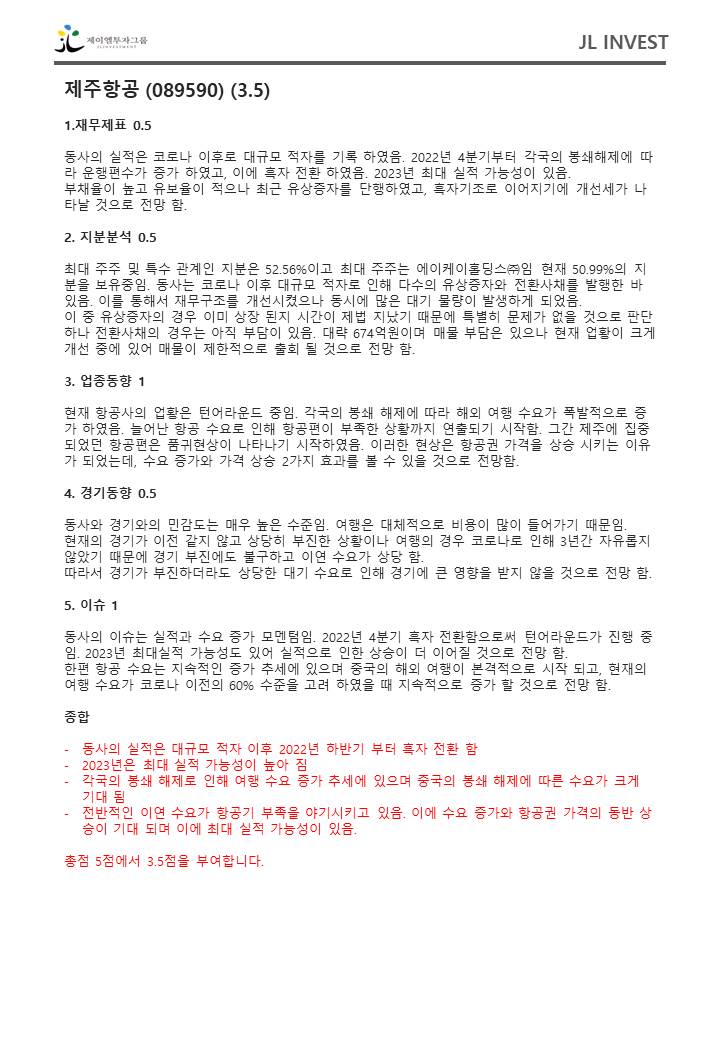 제이엘투자그룹
JL INVESTMENT
JL INVEST
제주항공 (089590) (3.5)
1.재무제표 0.5
동사의 실적은 코로나 이후로 대규모 적자를 기록 하였음. 2022년 4분기부터 각국의 봉쇄해제에 따
라 운행편수가 증가 하였고, 이에 흑자 전환 하였음. 2023년 최대 실적 가능성이 있음.
부채율이 높고 유보율이 적으나 최근 유상증자를 단행하였고, 흑자기조로 이어지기에 개선세가 나
타날 것으로 전망 함.
2. 지분분석 0.5
최대 주주 및 특수 관계인 지분은 52.56%이고 최대 주주는 에이케이홀딩스㈜임 현재 50.99%의 지
분을 보유중임. 동사는 코로나 이후 대규모 적자로 인해 다수의 유상증자와 전환사채를 발행한 바
있음. 이를 통해서 재무구조를 개선시켰으나 동시에 많은 대기 물량이 발생하게 되었음.
이 중 유상증자의 경우 이미 상장 된지 시간이 제법 지났기 때문에 특별히 문제가 없을 것으로 판단
하나 전환사채의 경우는 아직 부담이 있음. 대략 674억원이며 매물 부담은 있으나 현재 업황이 크게
개선 중에 있어 매물이 제한적으로 출회 될 것으로 전망 함.
3. 업종동향 1
현재 항공사의 업황은 턴어라운드 중임. 각국의 봉쇄 해제에 따라 해외 여행 수요가 폭발적으로 증
가 하였음. 늘어난 항공 수요로 인해 항공편이 부족한 상황까지 연출되기 시작함. 그간 제주에 집중
되었던 항공편은 품귀현상이 나타나기 시작하였음. 이러한 현상은 항공권 가격을 상승 시키는 이유
가 되었는데, 수요 증가와 가격 상승 2가지 효과를 볼 수 있을 것으로 전망함.
4. 경기동향 0.5
동사와 경기와의 민감도는 매우 높은 수준임. 여행은 대체적으로 비용이 많이 들어가기 때문임.
현재의 경기가 이전 같지 않고 상당히 부진한 상황이나 여행의 경우 코로나로 인해 3년간 자유롭지
않았기 때문에 경기 부진에도 불구하고 이연 수요가 상당 함.
따라서 경기가 부진하더라도 상당한 대기 수요로 인해 경기에 큰 영향을 받지 않을 것으로 전망 함.
5. 이슈 1
동사의 이슈는 실적과 수요 증가 모멘텀임. 2022년 4분기 흑자 전환함으로써 턴어라운드가 진행 중
임. 2023년 최대실적 가능성도 있어 실적으로 인한 상승이 더 이어질 것으로 전망 함.
한편 항공 수요는 지속적인 증가 추세에 있으며 중국의 해외 여행이 본격적으로 시작 되고, 현재의
여행 수요가 코로나 이전의 60% 수준을 고려 하였을 때 지속적으로 증가 할 것으로 전망 함.
종합
- 동사의 실적은 대규모 적자 이후 2022년 하반기 부터 흑자 전환 함
- 2023년은 최대 실적 가능성이 높아 짐
- 각국의 봉쇄 해제로 인해 여행 수요 증가 추세에 있으며 중국의 봉쇄 해제에 따른 수요가 크게
기대 됨
- 전반적인 이연 수요가 항공기 부족을 야기시키고 있음. 이에 수요 증가와 항공권 가격의 동반 상
승이 기대 되며 이에 최대 실적 가능성이 있음.
총점 5점에서 3.5점을 부여합니다.